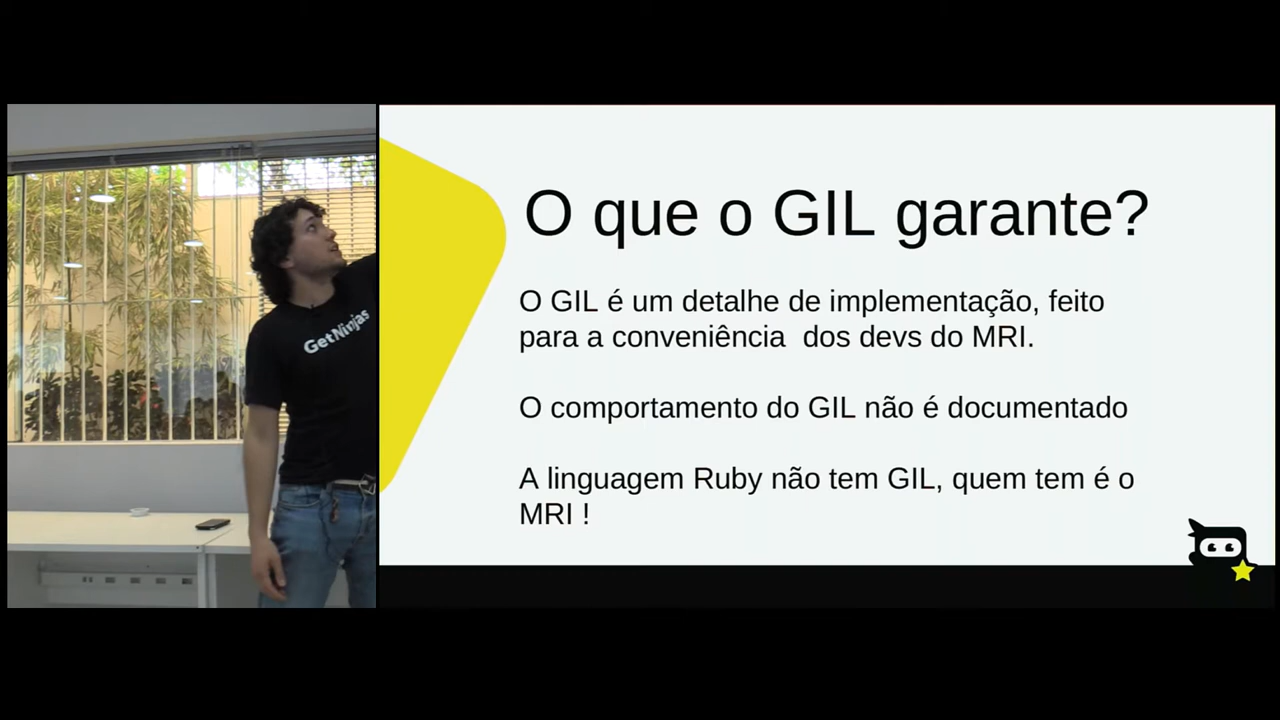 GetNinjas
O que o GIL garante?
O GIL é um detalhe de implementação, feito
para a conveniência  dos devs do MRI.
O comportamento do GIL não é documentado
A linguagem Ruby não tem GIL, quem tem é o
MRI !